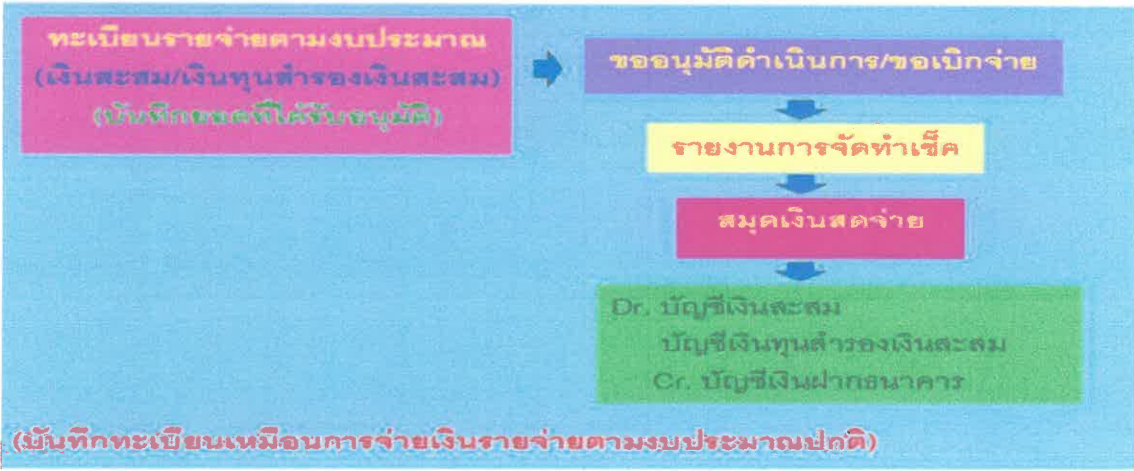 ทะเบียนรายจ่ายตามงบประมาณ
(เงินสะสม/เงินทุนสำรองเงินสะสม)
(บันทึกยอดที่ได้รับอนุมัติ)
ขออนุมัติดำเนินการ/ขอเบิกจ่าย
รายงานการจัดทำเช็ค
สมุดเงินสดจ่าย
Dr. บัญชีเงินสะสม
บัญชีเงินทุนสำรองเงินสะสม
Cr. บัญชีเงินฝากธนาคาร
(บันทึกทะเบียนเหมือนการจ่ายเงินรายจ่ายตามงบประมาณปกติ)